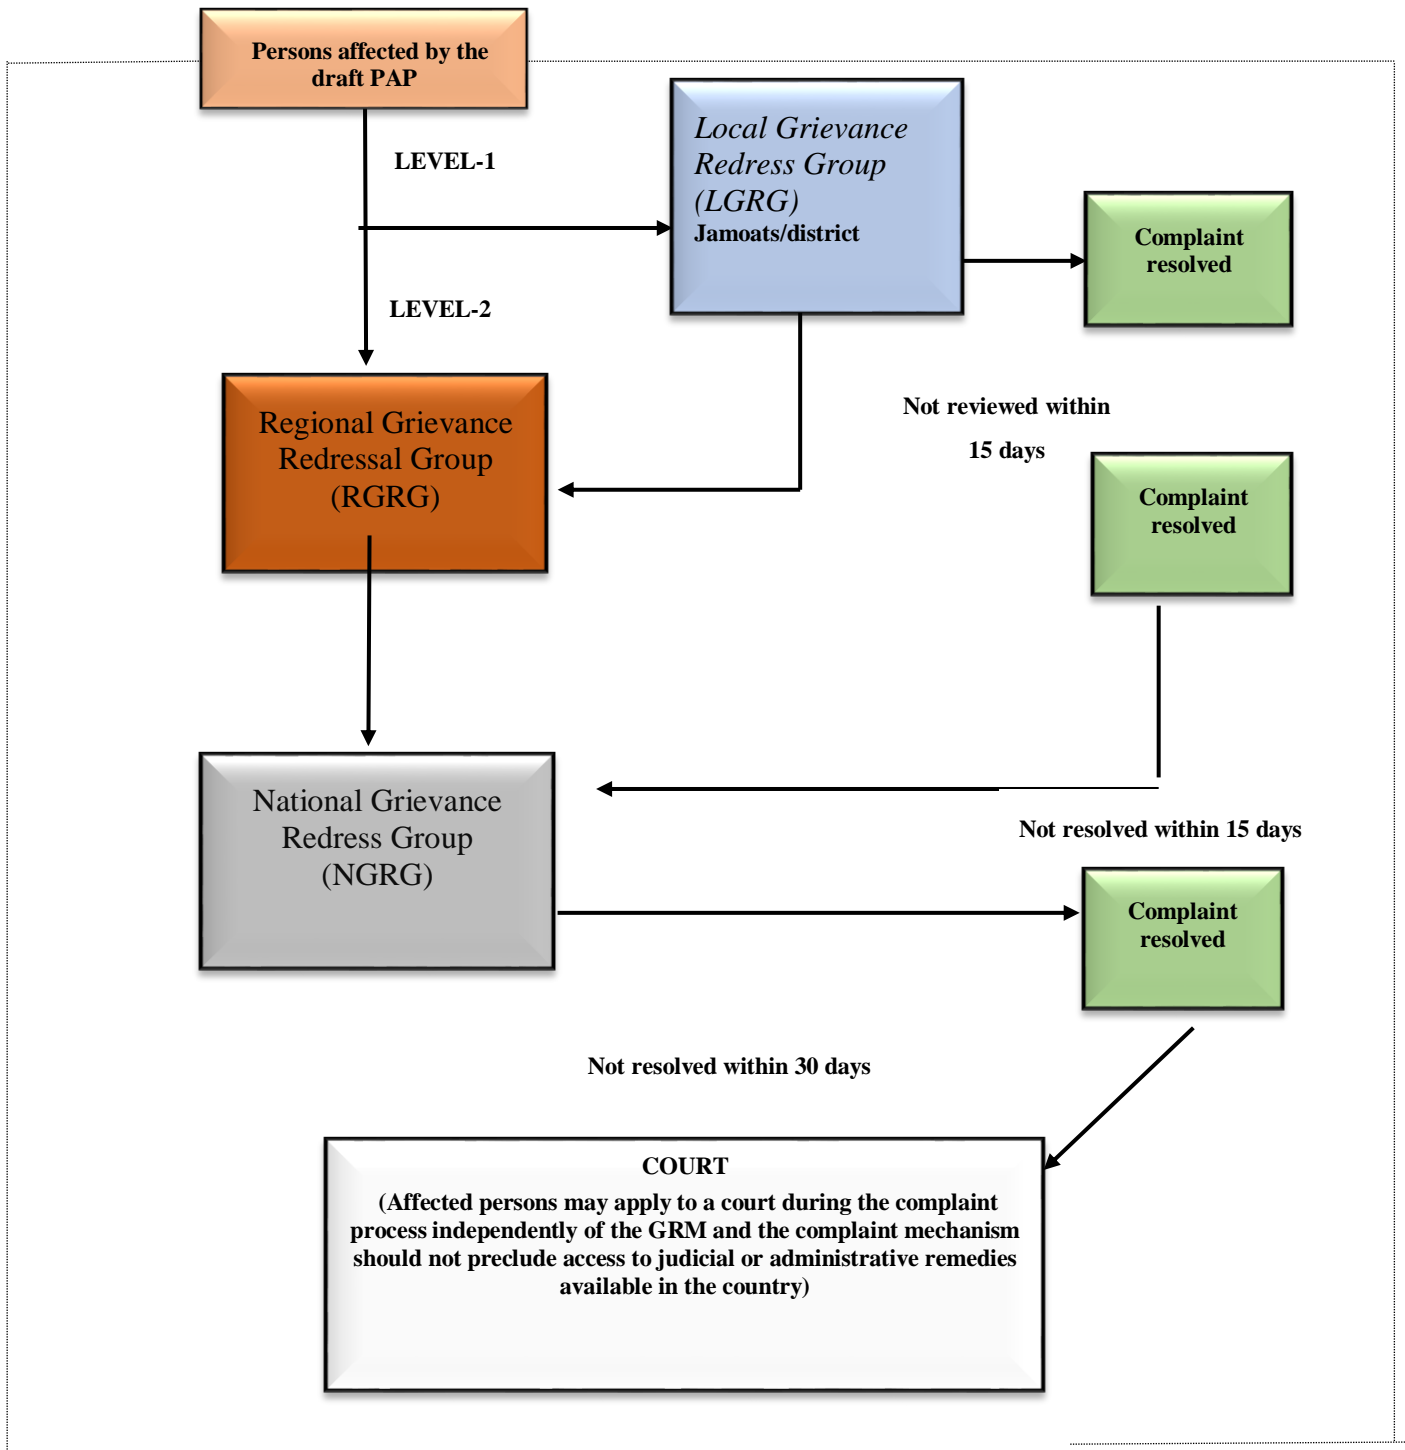 Persons affected by the
draft PAP
LEVEL-1
Local Grievance
Redress Group
(LGRG)
Jamoats/district
Complaint
resolved
LEVEL-2
Regional Grievance
Redressal Group
(RGRG)
Not reviewed within
15 days
Complaint
resolved
National Grievance
Redress Group
(NGRG)
Not resolved within 15 days
Complaint
resolved
Not resolved within 30 days
COURT
(Affected persons may apply to a court during the complaint
process independently of the GRM and the complaint mechanism
should not preclude access to judicial or administrative remedies
available in the country)